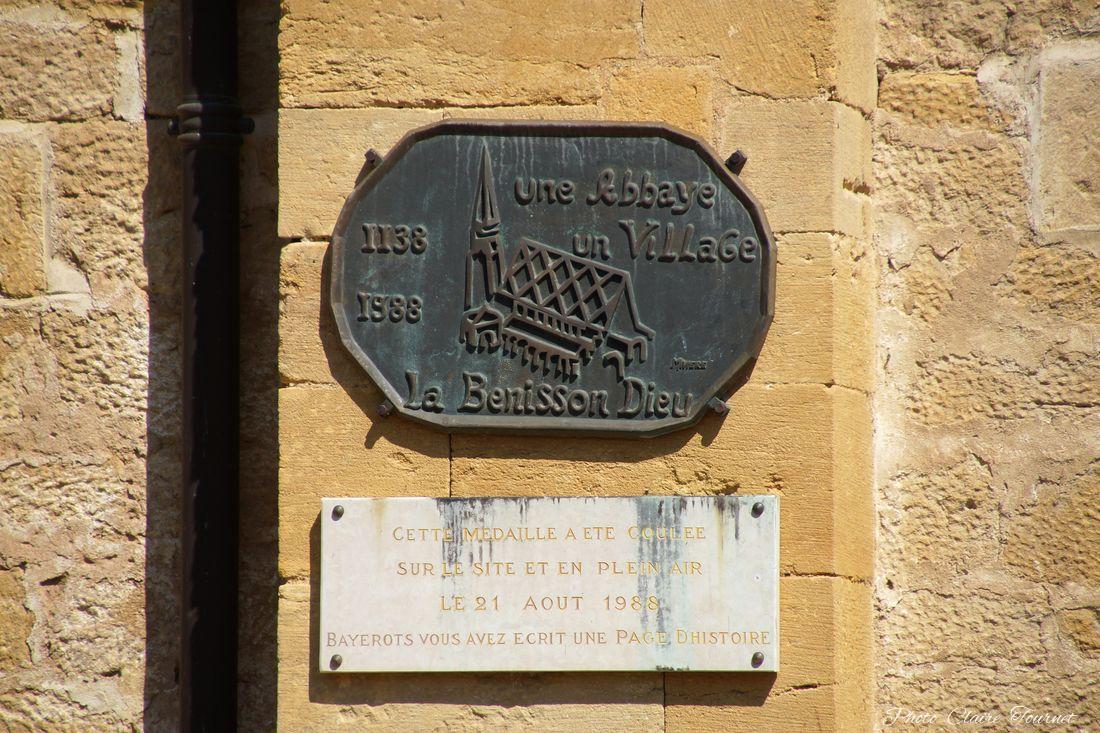 une Abbaye
1138
un Village
1988
La Benisson Dieu
CETTE MEDAILLE A ETE COULEE
SUR LE SITE ET EN PLEIN AIR
LE 21 AOUT 1988
BAYEROTS VOUS AVEZ ECRIT UNE PAGE DHISTOIRE
Photo Claire Tournet